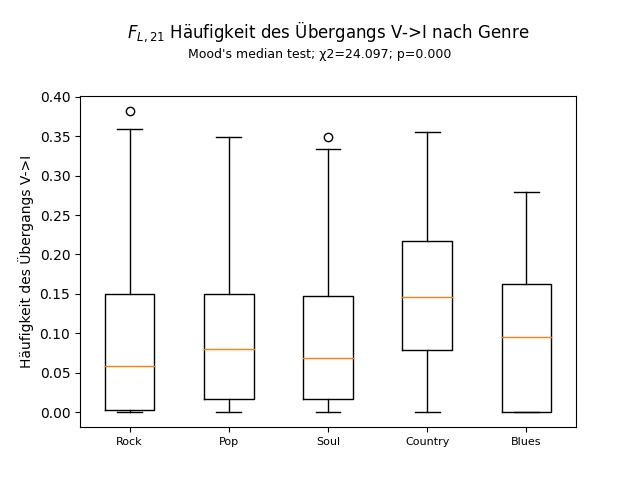 F_{L,21} Häufigkeit des Übergangs V->I nach Genre
Mood's median test; χ2=24.097; p=0.000
Häufigkeit des Übergangs V->I
0.40
0.35
0.30
0.25
0.20
0.15
0.10
0.05
0.00
Rock Pop Soul Country Blues